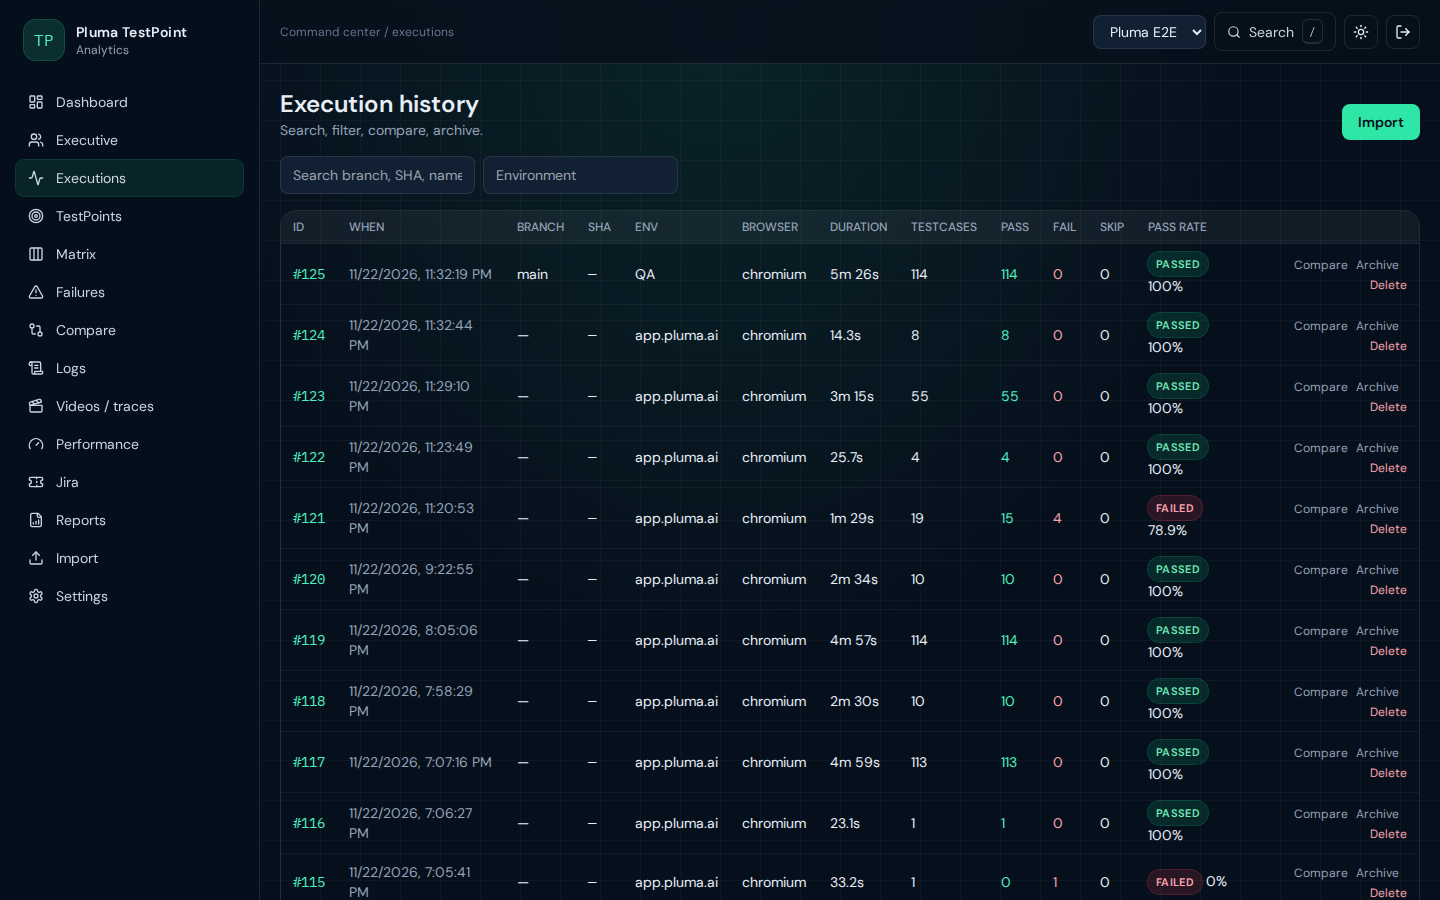 TP
Pluma TestPoint
Analytics
Dashboard
Executive
Executions
TestPoints
Matrix
Failures
Compare
Logs
Videos / traces
Performance
Jira
Reports
Import
Settings
Command center / executions
Pluma E2E
Search /
Execution history
Search, filter, compare, archive.
Import
Search branch, SHA, name
Environment
ID WHEN BRANCH SHA ENV BROWSER DURATION TESTCASES PASS FAIL SKIP PASS RATE
#125 11/22/2026, 11:32:19 PM main — QA chromium 5m 26s 114 114 0 0 PASSED 100% Compare Archive Delete
#124 11/22/2026, 11:32:44 PM — — app.pluma.ai chromium 14.3s 8 8 0 0 PASSED 100% Compare Archive Delete
#123 11/22/2026, 11:29:10 PM — — app.pluma.ai chromium 3m 15s 55 55 0 0 PASSED 100% Compare Archive Delete
#122 11/22/2026, 11:23:49 PM — — app.pluma.ai chromium 25.7s 4 4 0 0 PASSED 100% Compare Archive Delete
#121 11/22/2026, 11:20:53 PM — — app.pluma.ai chromium 1m 29s 19 15 4 0 FAILED 78.9% Compare Archive Delete
#120 11/22/2026, 9:22:55 PM — — app.pluma.ai chromium 2m 34s 10 10 0 0 PASSED 100% Compare Archive Delete
#119 11/22/2026, 8:05:06 PM — — app.pluma.ai chromium 4m 57s 114 114 0 0 PASSED 100% Compare Archive Delete
#118 11/22/2026, 7:58:29 PM — — app.pluma.ai chromium 2m 30s 10 10 0 0 PASSED 100% Compare Archive Delete
#117 11/22/2026, 7:07:16 PM — — app.pluma.ai chromium 4m 59s 113 113 0 0 PASSED 100% Compare Archive Delete
#116 11/22/2026, 7:06:27 PM — — app.pluma.ai chromium 23.1s 1 1 0 0 PASSED 100% Compare Archive Delete
#115 11/22/2026, 7:05:41 PM — — app.pluma.ai chromium 33.2s 1 0 1 0 FAILED 0% Compare Archive Delete